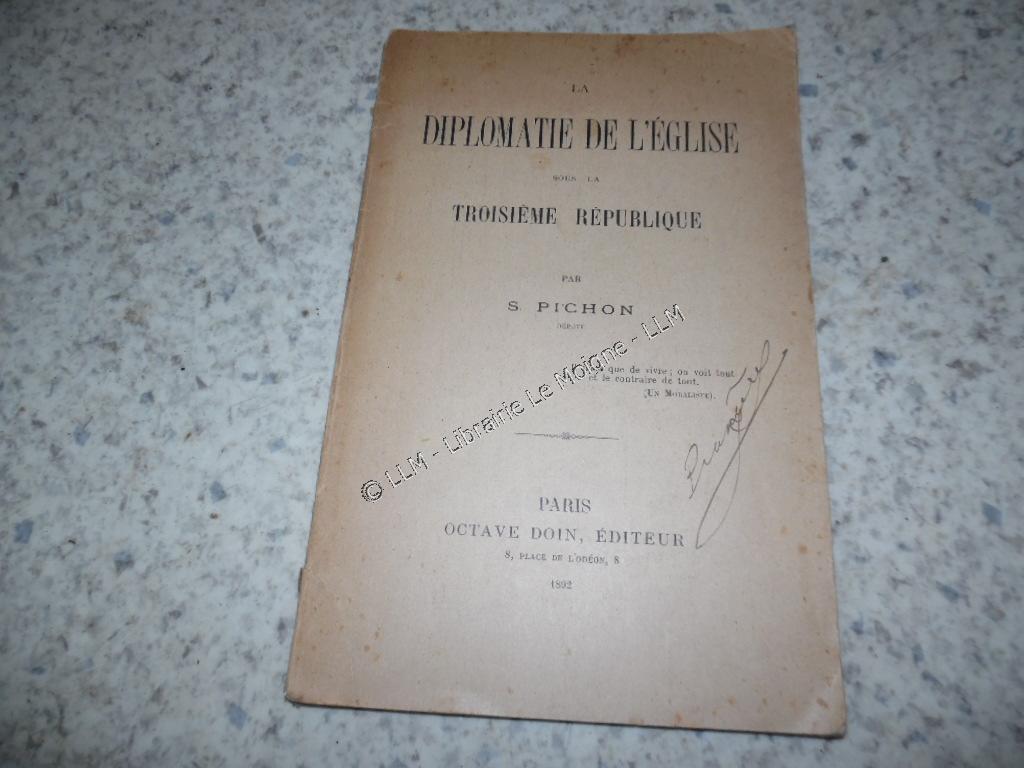 LA
DIPLOMATIE DE L'ÉGLISE
SOUS LA
TROISIÈME RÉPUBLIQUE
PAR
S. PICHON
DÉPUTÉ
que de vivre; on voit tout
et le contraire de tout.
(UN MORALISTE).
© LLM - Librairie Le Moigne - LLM
PARIS
OCTAVE DOIN, ÉDITEUR
8, PLACE DE L'ODÉON, 8
1892